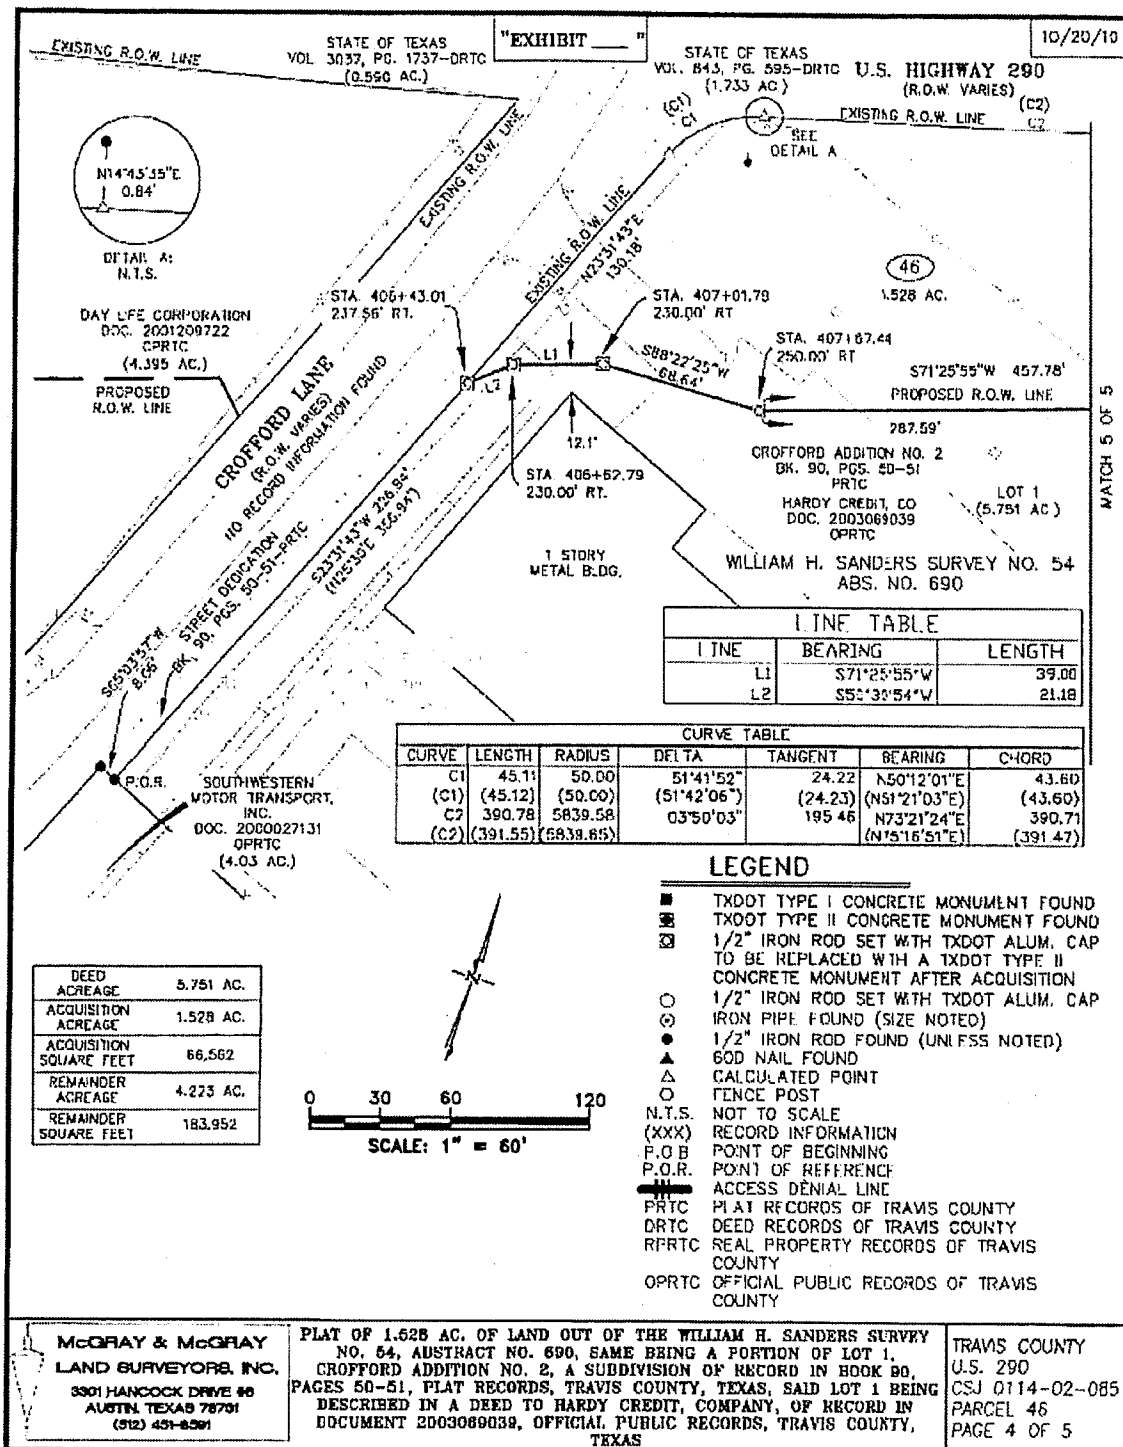 "EXHIBIT ___ "
10/20/10
EXISTING R.O.W. LINE
STATE OF TEXAS
VOL 3037, PG. 1737-DRTC
(0.590 AC.)
STATE OF TEXAS
VOL. 843, PG. 595-DRTC
(1.733 AC.)
U.S. HIGHWAY 290
(R.O.W. VARIES)
(C1)
C1
EXISTING R.O.W. LINE
(C2)
C2
SEE
DETAIL A
N14°43'35"E
0.84'
DETAIL A:
N.T.S.
EXISTING R.O.W. LINE
EXISTING R.O.W. LINE
N23°31'43"E
130.18'
46
1.528 AC.
DAY LIFE CORPORATION
DOC. 2001209722
OPRTC
(4.395 AC.)
PROPOSED
R.O.W. LINE
STA. 406+43.01
237.56' RT.
STA. 407+01.79
230.00' RT
STA. 407+67.44
250.00' RT
L1
L2
S88°22'25"W
68.64'
S71°25'55"W 457.78'
PROPOSED R.O.W. LINE
287.59'
12.1'
STA. 406+62.79
230.00' RT.
CROFFORD LANE
(R.O.W. VARIES)
NO RECORD INFORMATION FOUND
S23°31'43"W 226.94'
STREET DEDICATION
BK. 90, PGS. 50-51-PRTC
S65°03'57"W
8.66'
P.O.R.
CROFFORD ADDITION NO. 2
BK. 90, PGS. 50-51
PRTC
HARDY CREDIT, CO
DOC. 2003069039
OPRTC
LOT 1
(5.751 AC.)
MATCH 5 OF 5
1 STORY
METAL BLDG.
WILLIAM H. SANDERS SURVEY NO. 54
ABS. NO. 690
LINE TABLE
LINE BEARING LENGTH
L1 S71°25'55"W 39.00
L2 21.18
CURVE TABLE
CURVE LENGTH RADIUS DELTA TANGENT BEARING CHORD
C1 45.11 50.00 51°41'52" 24.22 N50°12'01"E 43.60
(C1) (45.12) (50.00) (51°42'06") (24.23) (N51°21'03"E) (43.60)
C2 390.78 5839.58 03°50'03" 195.46 N73°21'24"E 390.71
(C2) (391.55) (5839.65) (N75°16'51"E) (391.47)
SOUTHWESTERN
MOTOR TRANSPORT,
INC.
DOC. 2000027131
OPRTC
(4.03 AC.)
LEGEND
TXDOT TYPE I CONCRETE MONUMENT FOUND
TXDOT TYPE II CONCRETE MONUMENT FOUND
1/2" IRON ROD SET WITH TXDOT ALUM. CAP
TO BE REPLACED WITH A TXDOT TYPE II
CONCRETE MONUMENT AFTER ACQUISITION
1/2" IRON ROD SET WITH TXDOT ALUM. CAP
IRON PIPE FOUND (SIZE NOTED)
1/2" IRON ROD FOUND (UNLESS NOTED)
60D NAIL FOUND
CALCULATED POINT
FENCE POST
N.T.S. NOT TO SCALE
(XXX) RECORD INFORMATION
P.O.B POINT OF BEGINNING
P.O.R. POINT OF REFERENCE
ACCESS DENIAL LINE
PRTC PLAT RECORDS OF TRAVIS COUNTY
DRTC DEED RECORDS OF TRAVIS COUNTY
RPRTC REAL PROPERTY RECORDS OF TRAVIS
COUNTY
OPRTC OFFICIAL PUBLIC RECORDS OF TRAVIS
COUNTY
DEED
ACREAGE 5.751 AC.
ACQUISITION
ACREAGE 1.528 AC.
ACQUISITION
SQUARE FEET 66,562
REMAINDER
ACREAGE 4.223 AC.
REMAINDER
SQUARE FEET 183,952
N
0 30 60 120
SCALE: 1" = 60'
McGRAY & McGRAY
LAND SURVEYORS, INC.
3301 HANCOCK DRIVE #6
AUSTIN, TEXAS 78731
(512) 451-8591
PLAT OF 1.528 AC. OF LAND OUT OF THE WILLIAM H. SANDERS SURVEY
NO. 54, ABSTRACT NO. 690, SAME BEING A PORTION OF LOT 1,
CROFFORD ADDITION NO. 2, A SUBDIVISION OF RECORD IN BOOK 90,
PAGES 50-51, PLAT RECORDS, TRAVIS COUNTY, TEXAS, SAID LOT 1 BEING
DESCRIBED IN A DEED TO HARDY CREDIT, COMPANY, OF RECORD IN
DOCUMENT 2003069039, OFFICIAL PUBLIC RECORDS, TRAVIS COUNTY,
TEXAS
TRAVIS COUNTY
U.S. 290
CSJ 0114-02-085
PARCEL 46
PAGE 4 OF 5